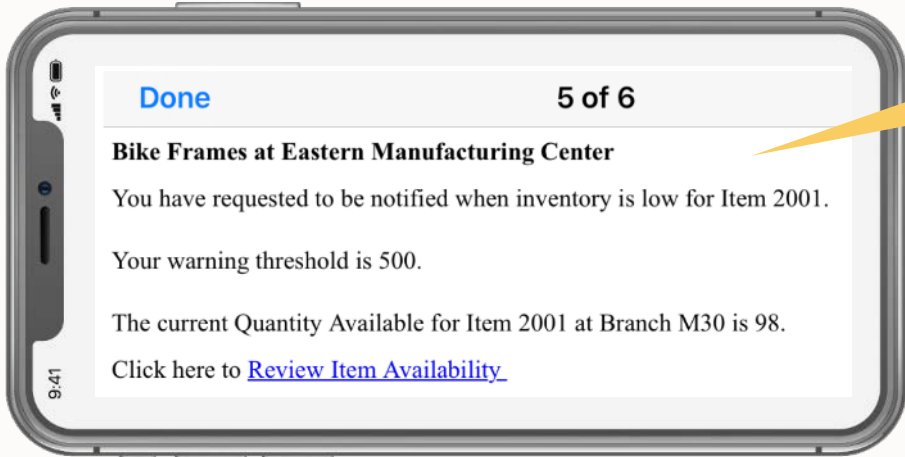 9:41
Done
5 of 6
Bike Frames at Eastern Manufacturing Center
You have requested to be notified when inventory is low for Item 2001.
Your warning threshold is 500.
The current Quantity Available for Item 2001 at Branch M30 is 98.
Click here to Review Item Availability